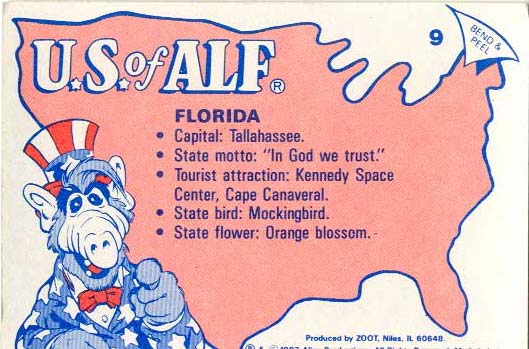 U.S. of ALF®
9
BEND &
PEEL
FLORIDA
• Capital: Tallahassee.
• State motto: "In God we trust."
• Tourist attraction: Kennedy Space
Center, Cape Canaveral.
• State bird: Mockingbird.
• State flower: Orange blossom.
Produced by ZOOT, Niles, IL 60648.